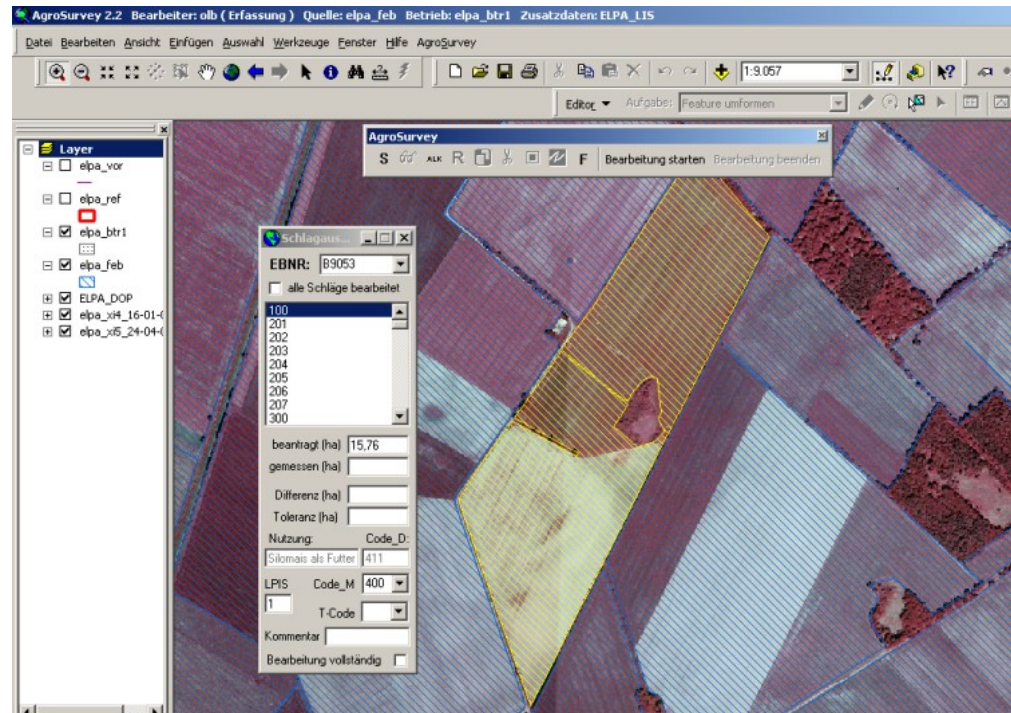 AgroSurvey 2.2 Bearbeiter: olb ( Erfassung ) Quelle: elpa_feb Betrieb: elpa_btr1 Zusatzdaten: ELPA_LIS
Datei Bearbeiten Ansicht Einfügen Auswahl Werkzeuge Fenster Hilfe AgroSurvey
1:9.057
Editor Aufgabe: Feature umformen
Layer
elpa_vor
elpa_ref
elpa_btr1
elpa_feb
ELPA_DOP
elpa_xi4_16-01-
elpa_xi5_24-04-
AgroSurvey
S ALK R F Bearbeitung starten Bearbeitung beenden
Schlagaus...
EBNR: B9053
alle Schläge bearbeitet
100
201
202
203
204
205
206
207
300
beantragt (ha) 15,76
gemessen (ha)
Differenz (ha)
Toleranz (ha)
Nutzung: Code_D:
Silomais als Futter 411
LPIS Code_M 400
1
T-Code
Kommentar
Bearbeitung vollständig